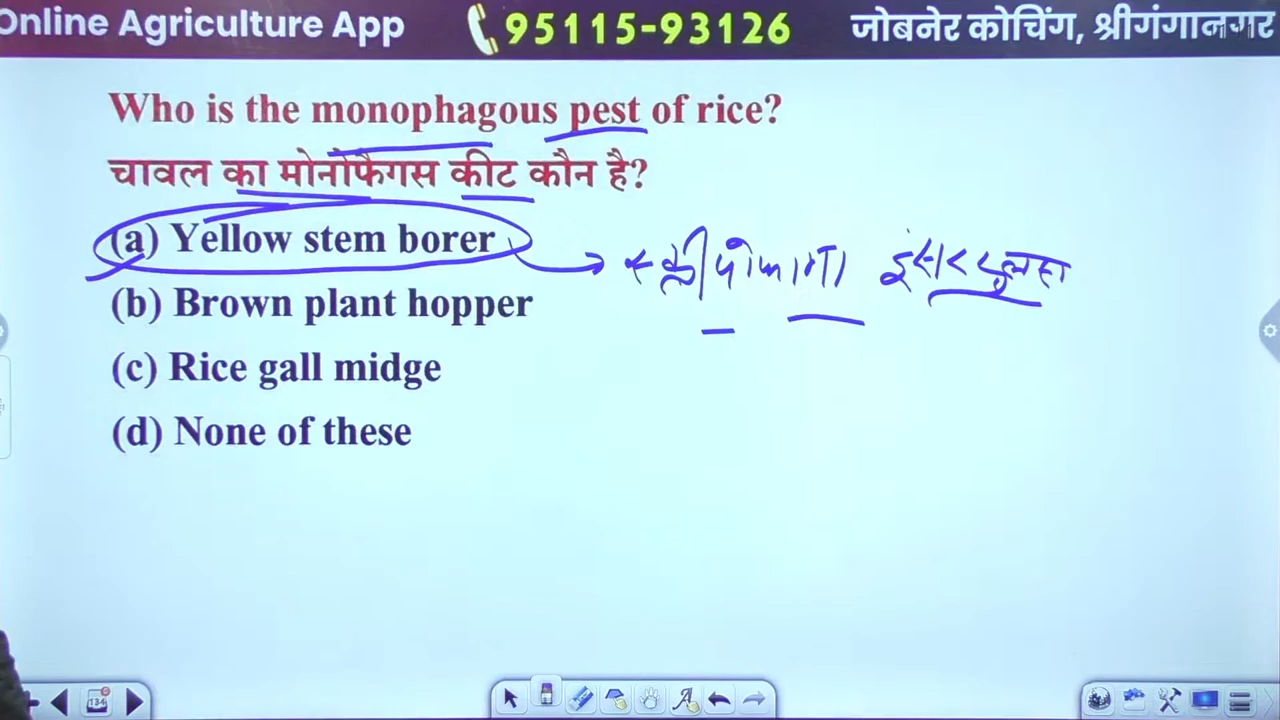 Online Agriculture App 95115-93126 जोबनेर कोचिंग, श्रीगंगानगर
Who is the monophagous pest of rice?
चावल का मोनोफैगस कीट कौन है?
(a) Yellow stem borer
(b) Brown plant hopper
(c) Rice gall midge
(d) None of these
134